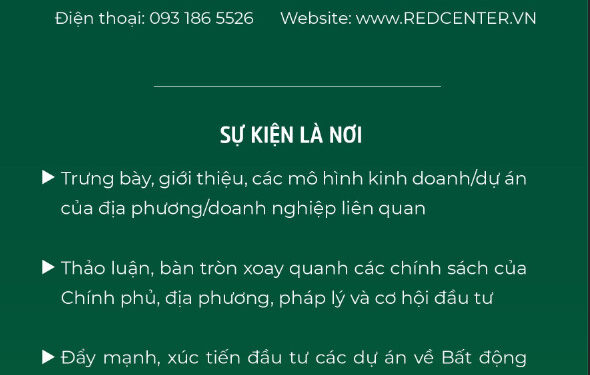 Điện thoại: 093 186 5526 Website: www.REDCENTER.VN
SỰ KIỆN LÀ NƠI
Trưng bày, giới thiệu, các mô hình kinh doanh/dự án
của địa phương/doanh nghiệp liên quan
Thảo luận, bàn tròn xoay quanh các chính sách của
Chính phủ, địa phương, pháp lý và cơ hội đầu tư
Đẩy mạnh, xúc tiến đầu tư các dự án về Bất động